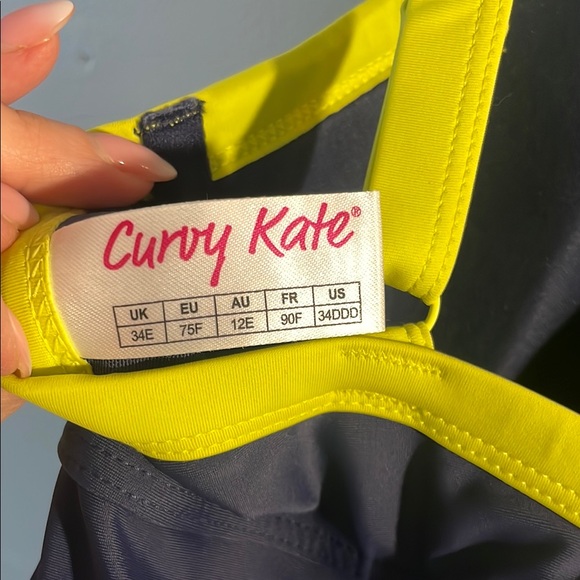 Curvy Kate®
UK EU AU FR US
34E 75F 12E 90F 34DDD